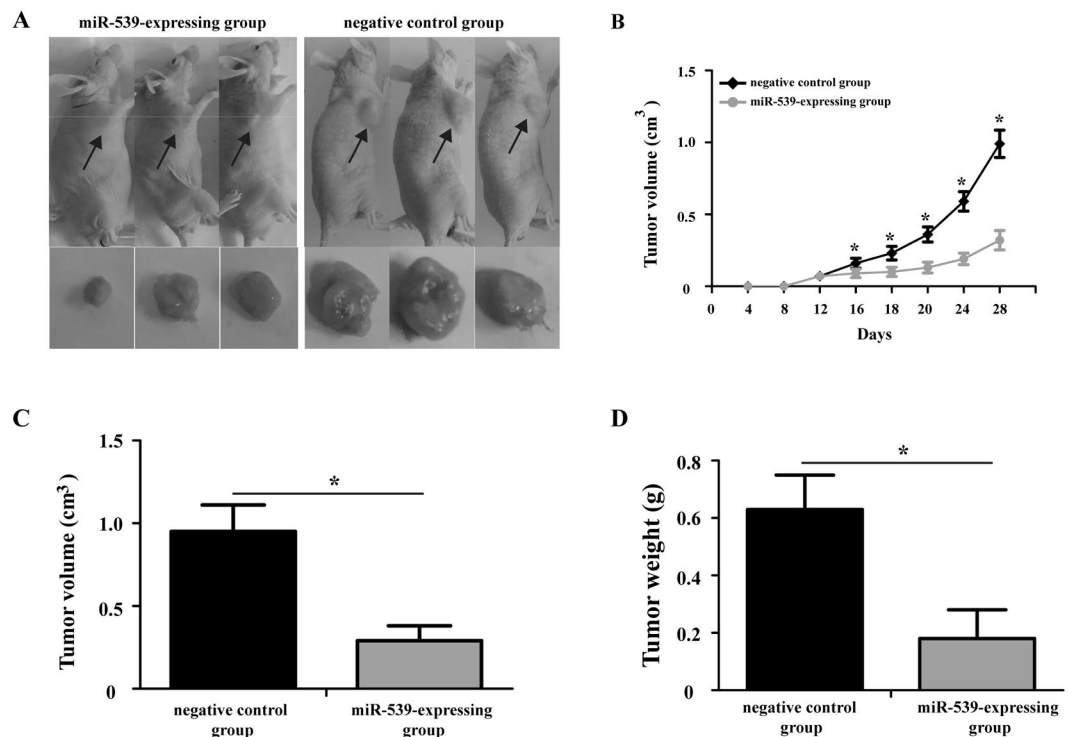 A
miR-539-expressing group
negative control group
B
Tumor volume (cm³)
1.5
1.0
0.5
0
negative control group
miR-539-expressing group
*
*
*
*
*
0 4 8 12 16 18 20 24 28
Days
C
Tumor volume (cm³)
1.5
1.0
0.5
0
*
negative control
group
miR-539-expressing
group
D
Tumor weight (g)
0.8
0.6
0.4
0.2
0
*
negative control
group
miR-539-expressing
group